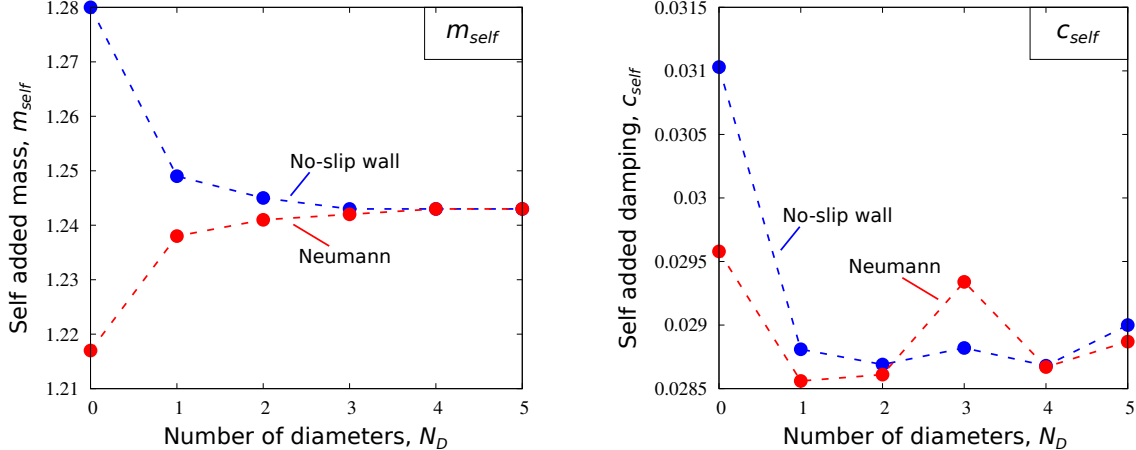 1.28
1.27
1.26
1.25
1.24
1.23
1.22
1.21
Self added mass, m_self
m_self
No-slip wall
Neumann
0 1 2 3 4 5
Number of diameters, N_D
0.0315
0.031
0.0305
0.03
0.0295
0.029
0.0285
Self added damping, c_self
c_self
No-slip wall
Neumann
0 1 2 3 4 5
Number of diameters, N_D